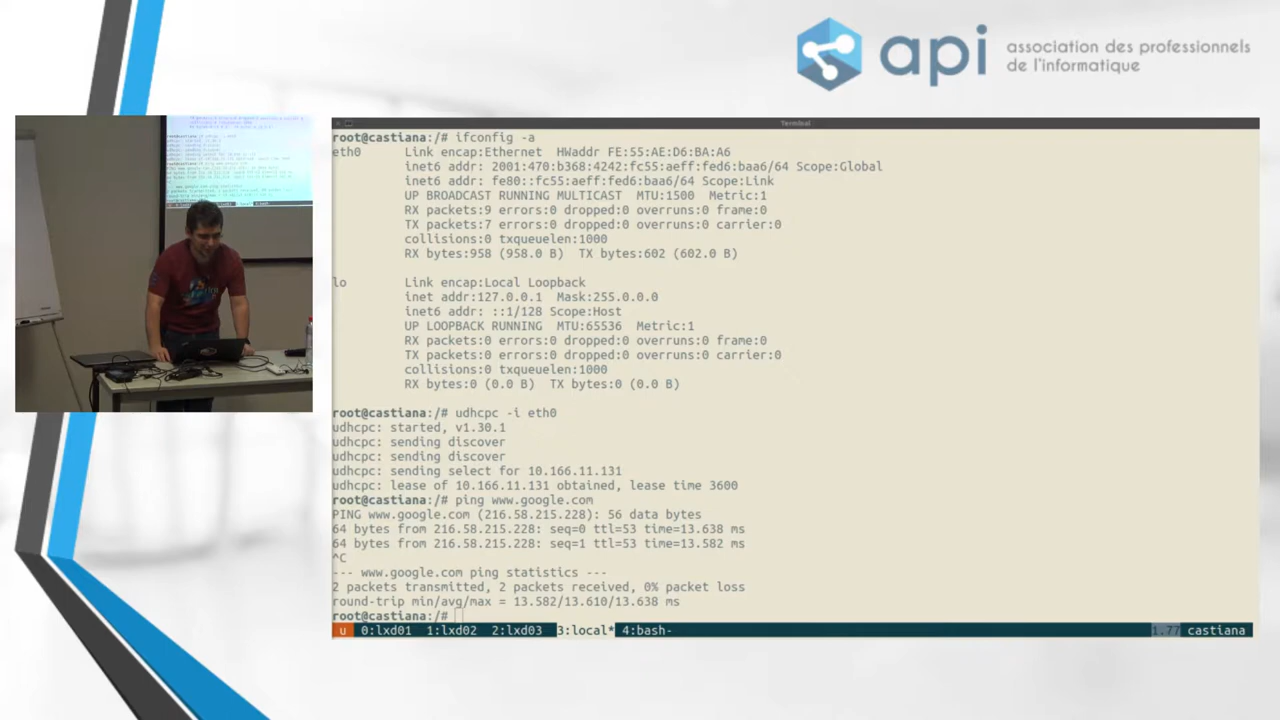 api
association des professionnels
de l'informatique
Terminal
root@castiana:/# ifconfig -a
eth0 Link encap:Ethernet HWaddr FE:55:AE:D6:BA:A6
inet6 addr: 2001:470:b368:4242:fc55:aeff:fed6:baa6/64 Scope:Global
inet6 addr: fe80::fc55:aeff:fed6:baa6/64 Scope:Link
UP BROADCAST RUNNING MULTICAST MTU:1500 Metric:1
RX packets:9 errors:0 dropped:0 overruns:0 frame:0
TX packets:7 errors:0 dropped:0 overruns:0 carrier:0
collisions:0 txqueuelen:1000
RX bytes:958 (958.0 B) TX bytes:602 (602.0 B)
lo Link encap:Local Loopback
inet addr:127.0.0.1 Mask:255.0.0.0
inet6 addr: ::1/128 Scope:Host
UP LOOPBACK RUNNING MTU:65536 Metric:1
RX packets:0 errors:0 dropped:0 overruns:0 frame:0
TX packets:0 errors:0 dropped:0 overruns:0 carrier:0
collisions:0 txqueuelen:1000
RX bytes:0 (0.0 B) TX bytes:0 (0.0 B)
root@castiana:/# udhcpc -i eth0
udhcpc: started, v1.30.1
udhcpc: sending discover
udhcpc: sending discover
udhcpc: sending select for 10.166.11.131
udhcpc: lease of 10.166.11.131 obtained, lease time 3600
root@castiana:/# ping www.google.com
PING www.google.com (216.58.215.228): 56 data bytes
64 bytes from 216.58.215.228: seq=0 ttl=53 time=13.638 ms
64 bytes from 216.58.215.228: seq=1 ttl=53 time=13.582 ms
^C
--- www.google.com ping statistics ---
2 packets transmitted, 2 packets received, 0% packet loss
round-trip min/avg/max = 13.582/13.610/13.638 ms
root@castiana:/#
u 0:lxd01 1:lxd02 2:lxd03 3:local* 4:bash- 1.77 castiana